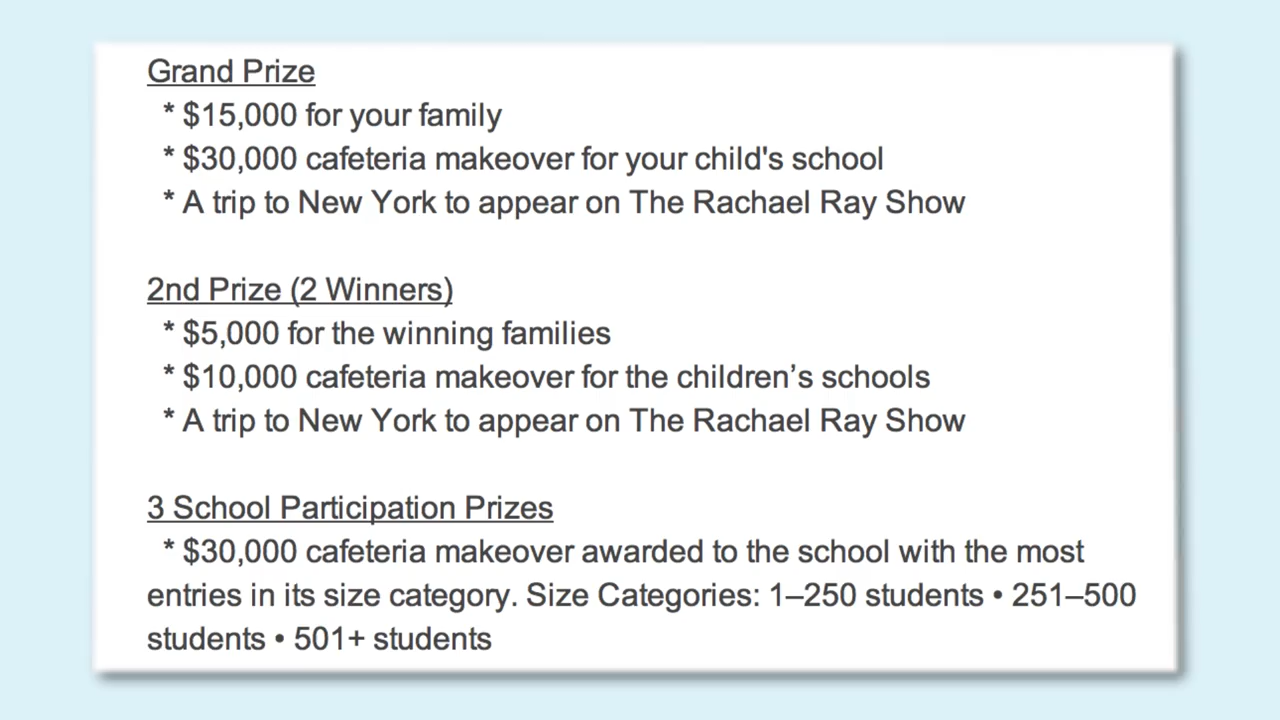 Grand Prize
* $15,000 for your family
* $30,000 cafeteria makeover for your child's school
* A trip to New York to appear on The Rachael Ray Show
2nd Prize (2 Winners)
* $5,000 for the winning families
* $10,000 cafeteria makeover for the children’s schools
* A trip to New York to appear on The Rachael Ray Show
3 School Participation Prizes
* $30,000 cafeteria makeover awarded to the school with the most
entries in its size category. Size Categories: 1–250 students • 251–500
students • 501+ students